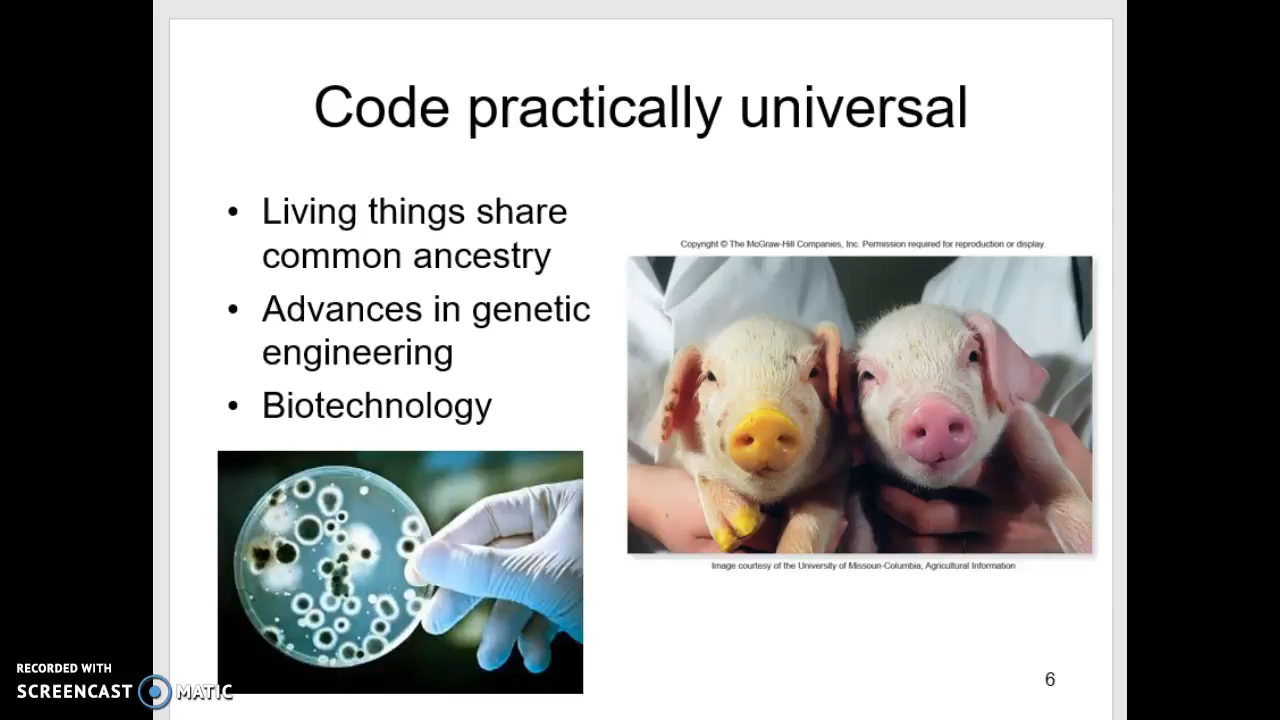 Code practically universal
• Living things share
common ancestry
• Advances in genetic
engineering
• Biotechnology
Copyright © The McGraw-Hill Companies, Inc. Permission required for reproduction or display.
Image courtesy of the University of Missouri-Columbia, Agricultural Information
6
RECORDED WITH
SCREENCAST MATIC